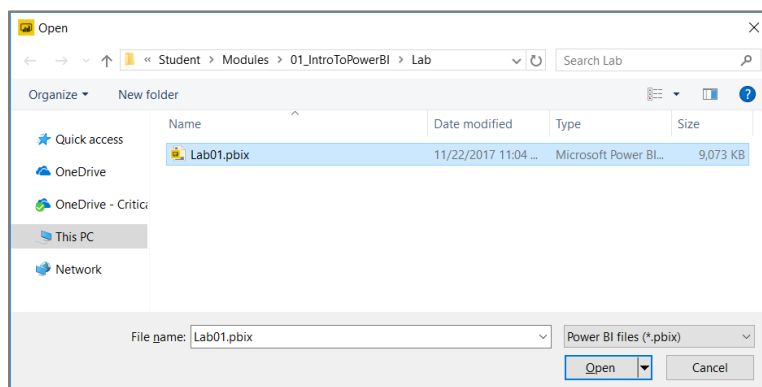 Open
« Student > Modules > 01_IntroToPowerBI > Lab
Search Lab
Organize
New folder
Name Date modified Type Size
Quick access
OneDrive
OneDrive - Critica
This PC
Network
Lab01.pbix 11/22/2017 11:04 ... Microsoft Power BI... 9,073 KB
File name: Lab01.pbix
Power BI files (*.pbix)
Open Cancel